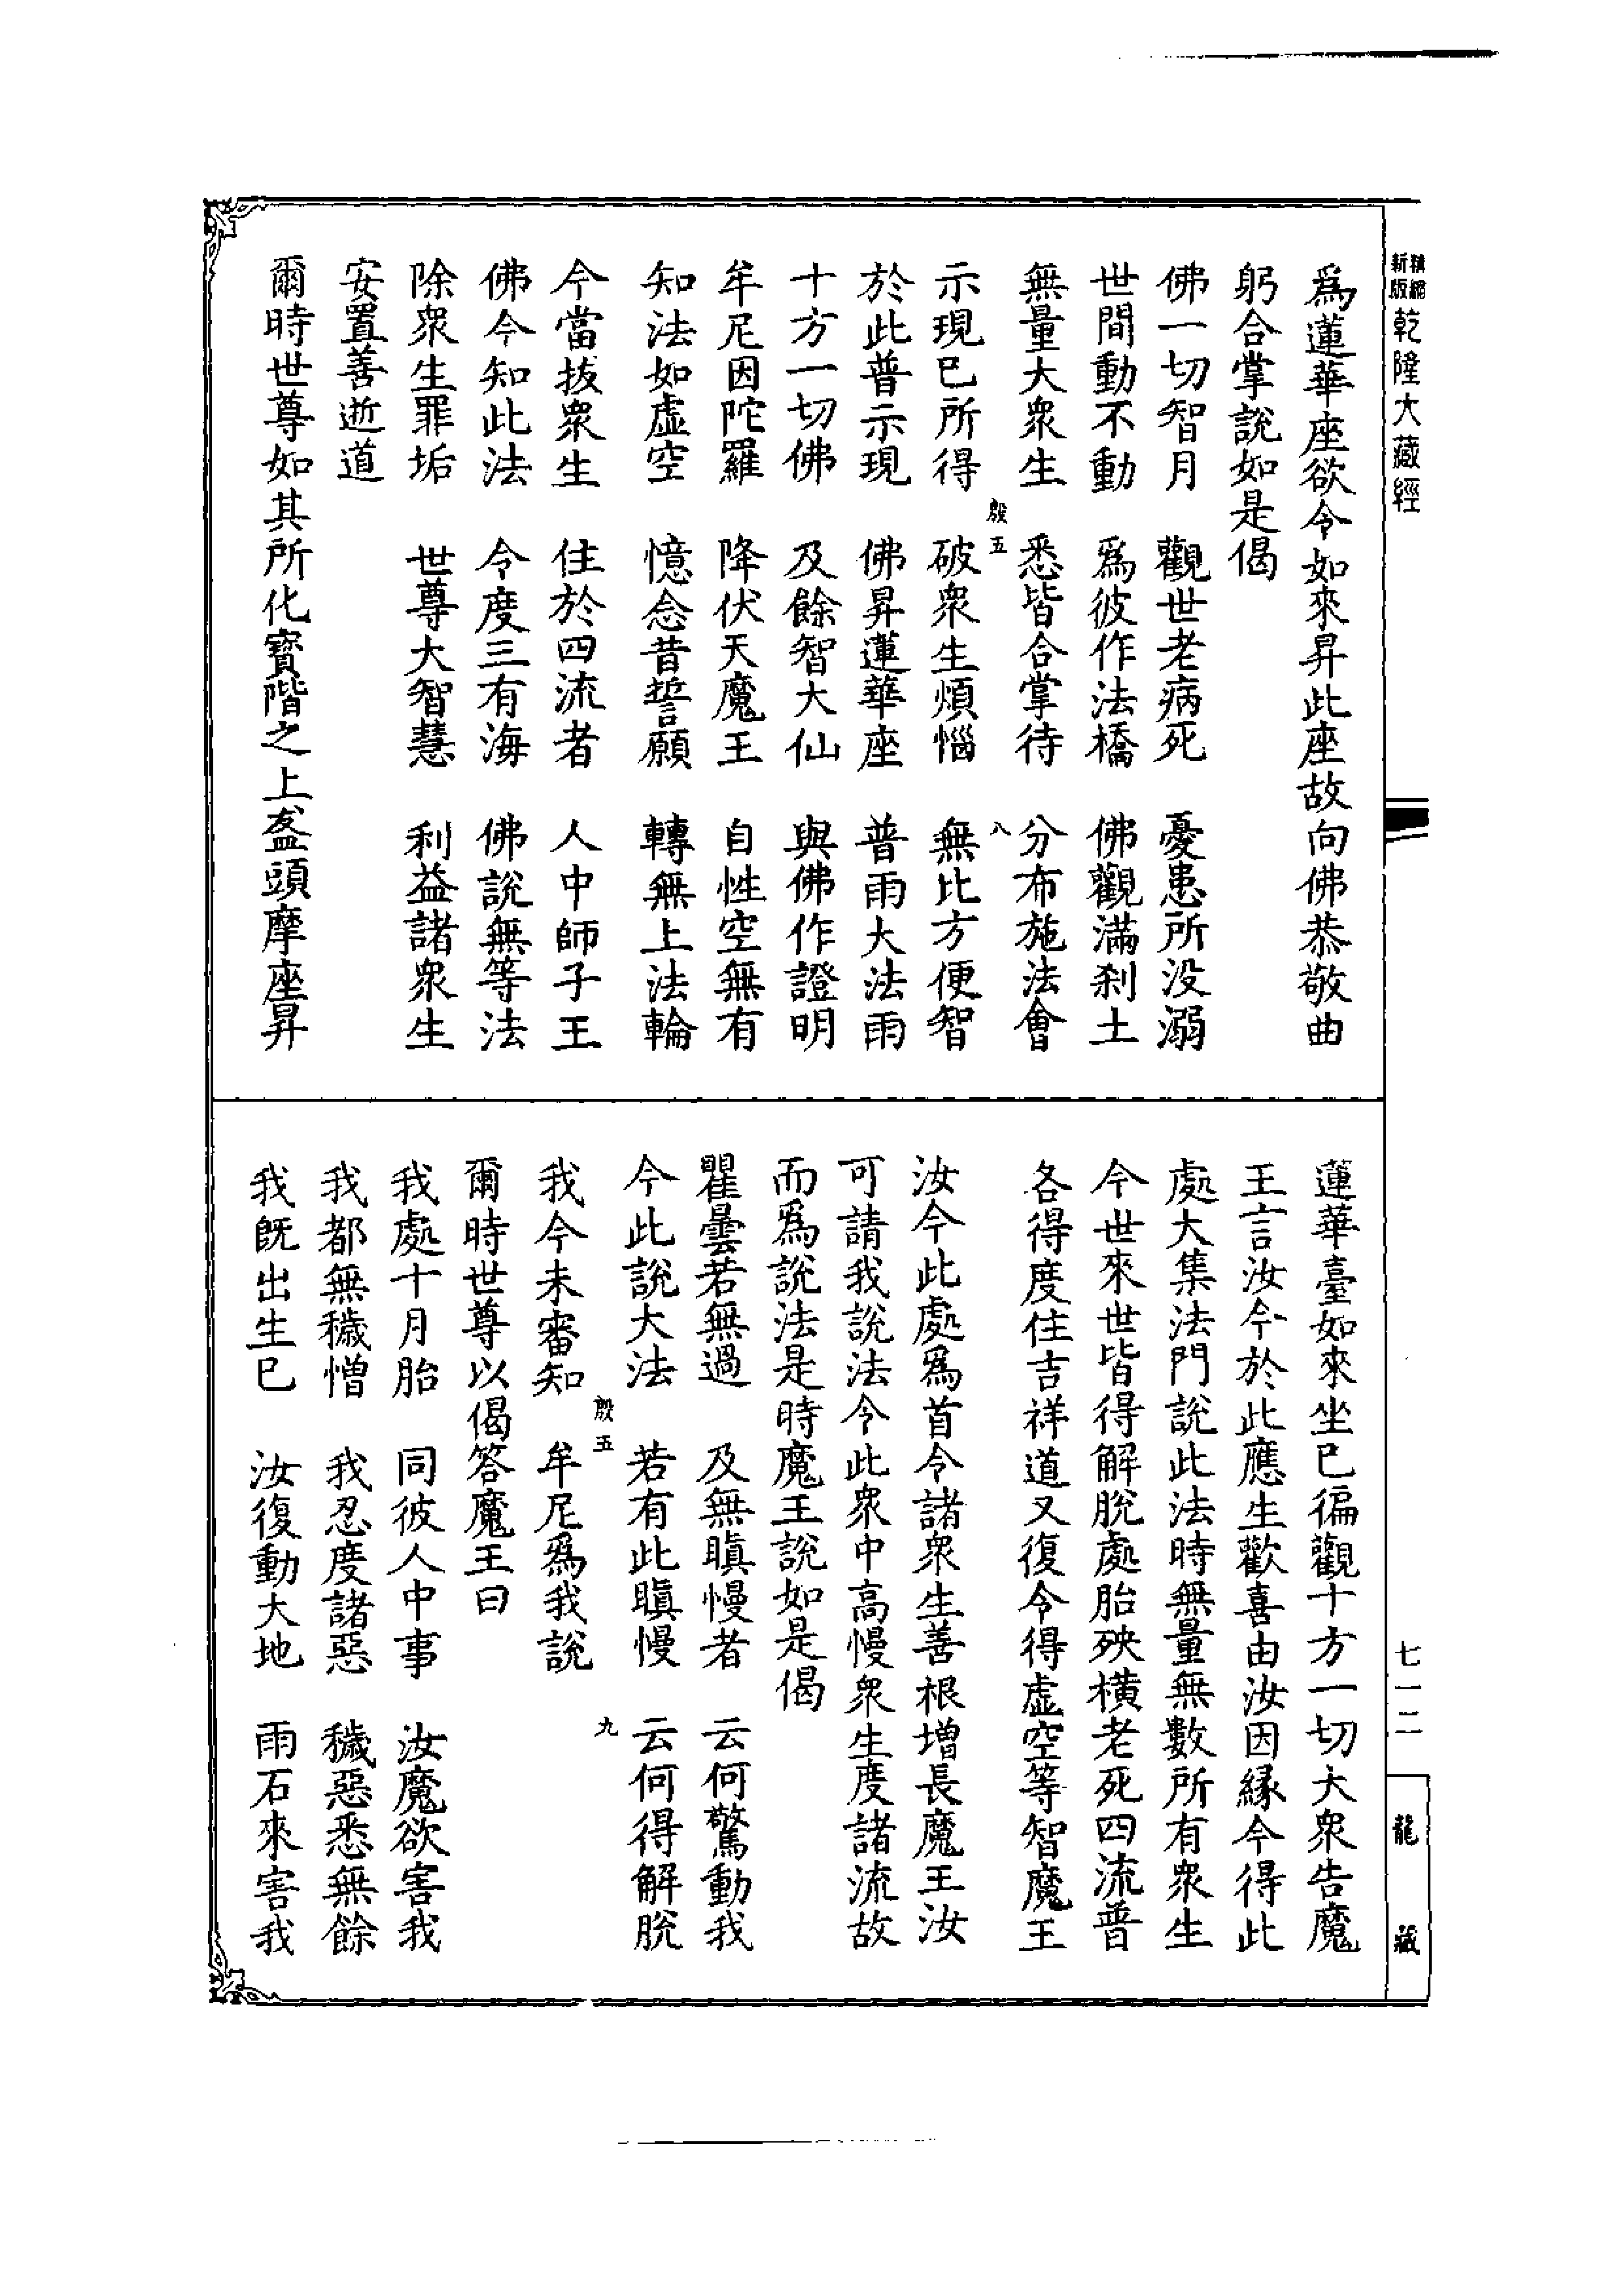 新版精縮乾隆大藏經
為蓮華座欲令如來昇此座故向佛恭敬曲
躬合掌說如是偈
佛一切智月　觀世老病死　憂患所没溺
世間動不動　為彼作法橋　佛觀滿剎土
無量大衆生　悉皆合掌待　分布施法會
殷五　八
示現已所得　破衆生煩惱　無比方便智
於此普示現　佛昇蓮華座　普雨大法雨
十方一切佛　及餘智大仙　與佛作證明
牟尼因陀羅　降伏天魔王　自性空無有
知法如虛空　憶念昔誓願　轉無上法輪
今當拔衆生　住於四流者　人中師子王
佛今知此法　令度三有海　佛說無等法
除衆生罪垢　世尊大智慧　利益諸衆生
安置善逝道
爾時世尊如其所化寶階之上盔頭摩座昇
蓮華臺如來坐已徧觀十方一切大衆告魔
王言汝今於此應生歡喜由汝因緣今得此
處大集法門說此法時無量無數所有衆生
今世來世皆得解脫處胎殃橫老死四流普
各得度住吉祥道又復令得虛空等智魔王
汝今此處為首令諸衆生善根增長魔王汝
可請我說法令此衆中高慢衆生度諸流故
而為說法是時魔王說如是偈
瞿曇若無過　及無瞋慢者　云何驚動我
今此說大法　若有此瞋慢　云何得解脫
殷五　九
我今未審知　牟尼為我說
爾時世尊以偈答魔王曰
我處十月胎　同彼人中事　汝魔欲害我
我都無穢憎　我忍度諸惡　穢惡悉無餘
我旣出生已　汝復動大地　雨石來害我
七一二
龍藏